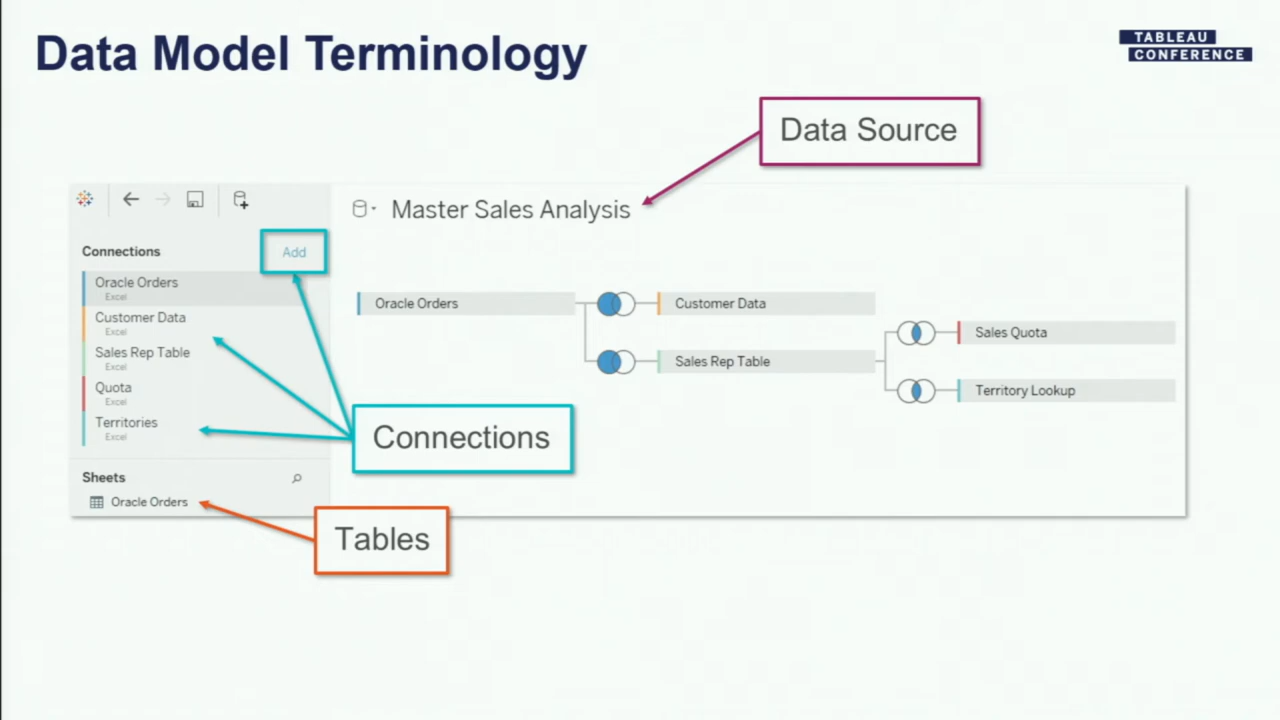 Data Model Terminology
TABLEAU
CONFERENCE
Data Source
Master Sales Analysis
Connections
Add
Oracle Orders
Excel
Customer Data
Excel
Sales Rep Table
Excel
Quota
Excel
Territories
Excel
Sheets
Oracle Orders
Oracle Orders
Customer Data
Sales Rep Table
Sales Quota
Territory Lookup
Connections
Tables